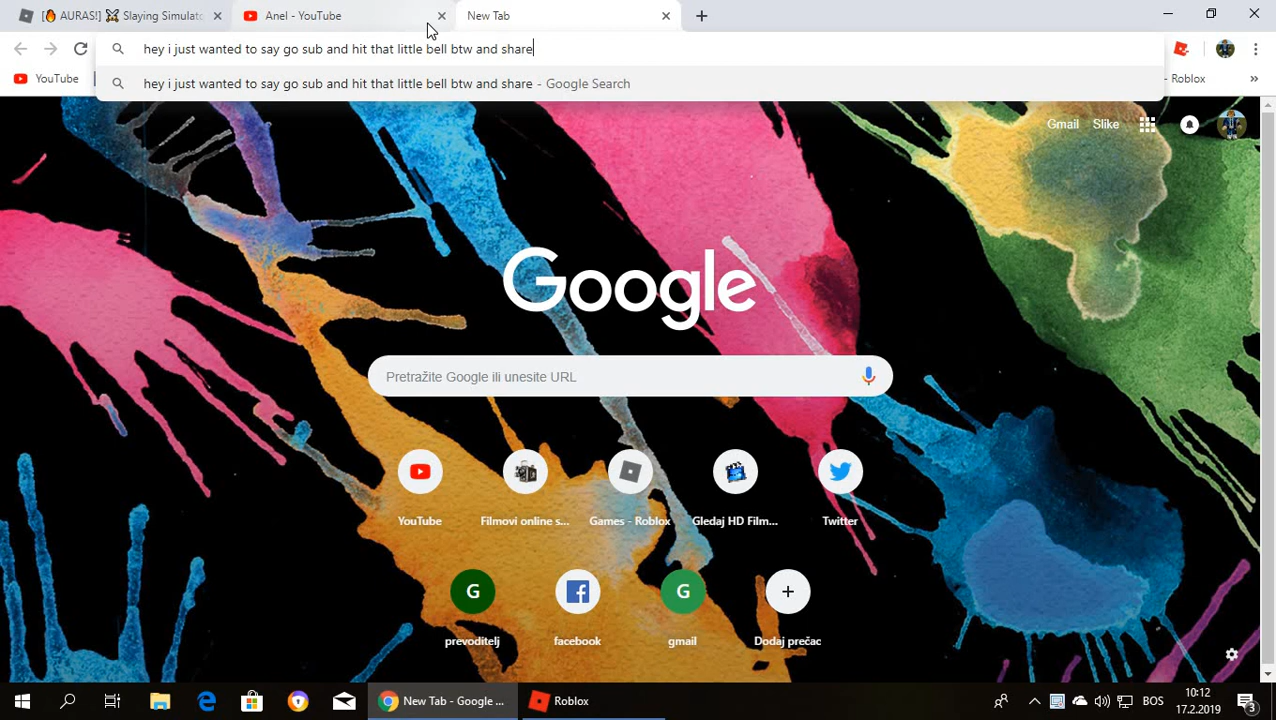 [🔥 AURAS!] ⚔ Slaying Simulato
Anel - YouTube
New Tab
hey i just wanted to say go sub and hit that little bell btw and share
YouTube
hey i just wanted to say go sub and hit that little bell btw and share - Google Search
- Roblox
»
Gmail
Slike
Google
Pretražite Google ili unesite URL
YouTube
Filmovi online s...
Games - Roblox
Gledaj HD Film...
Twitter
G
G
prevoditelj
facebook
gmail
Dodaj prečac
New Tab - Google ...
Roblox
BOS
10:12
17.2.2019
3